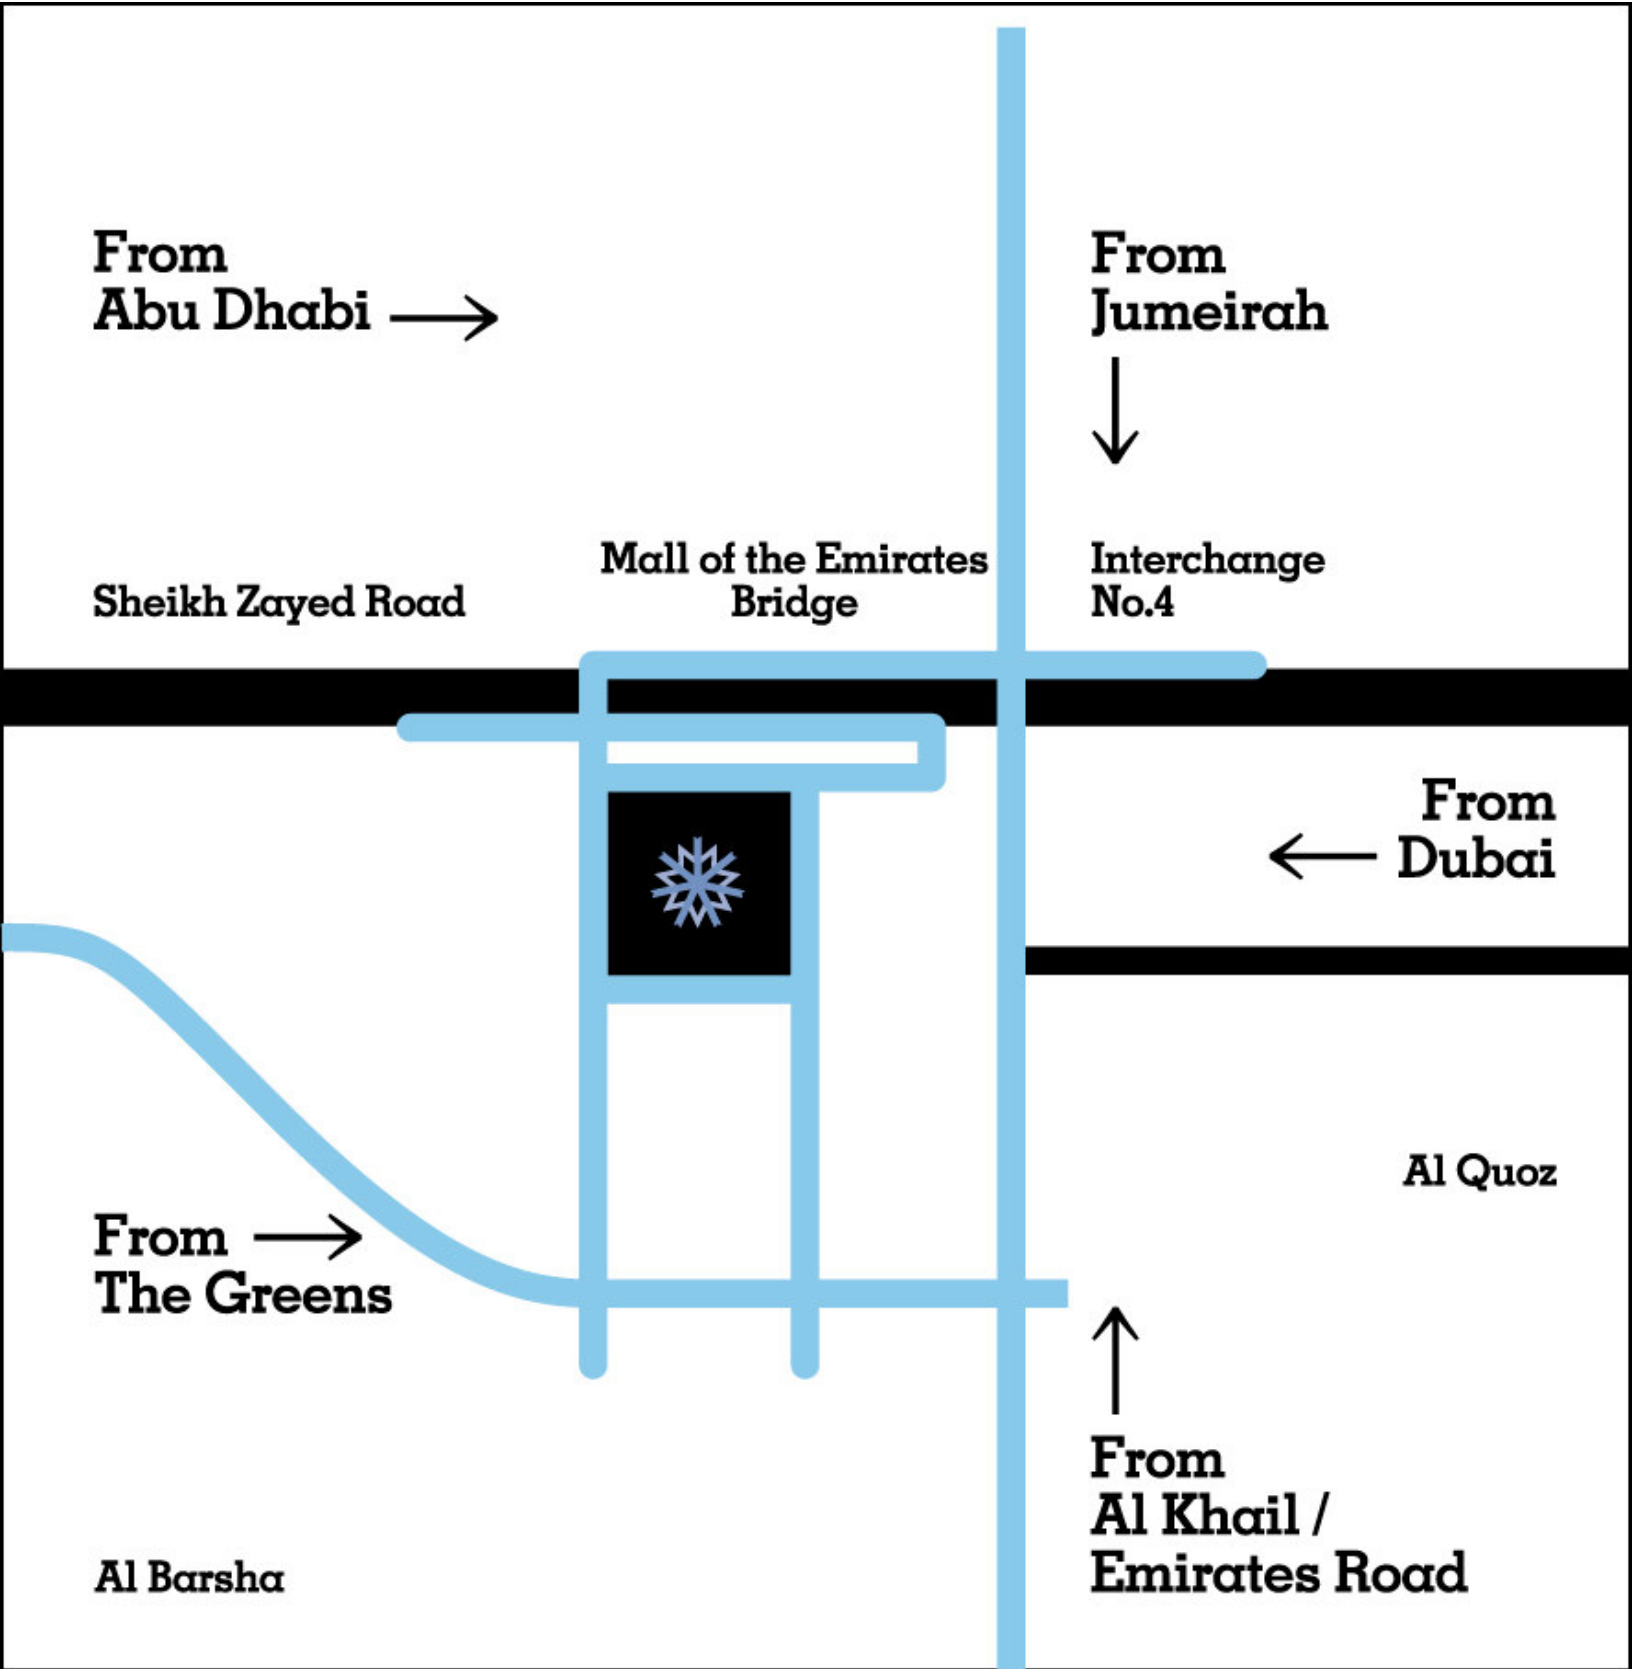 From
Abu Dhabi
From
Jumeirah
Sheikh Zayed Road
Mall of the Emirates
Bridge
Interchange
No.4
From
Dubai
Al Quoz
From
The Greens
From
Al Khail /
Emirates Road
Al Barsha